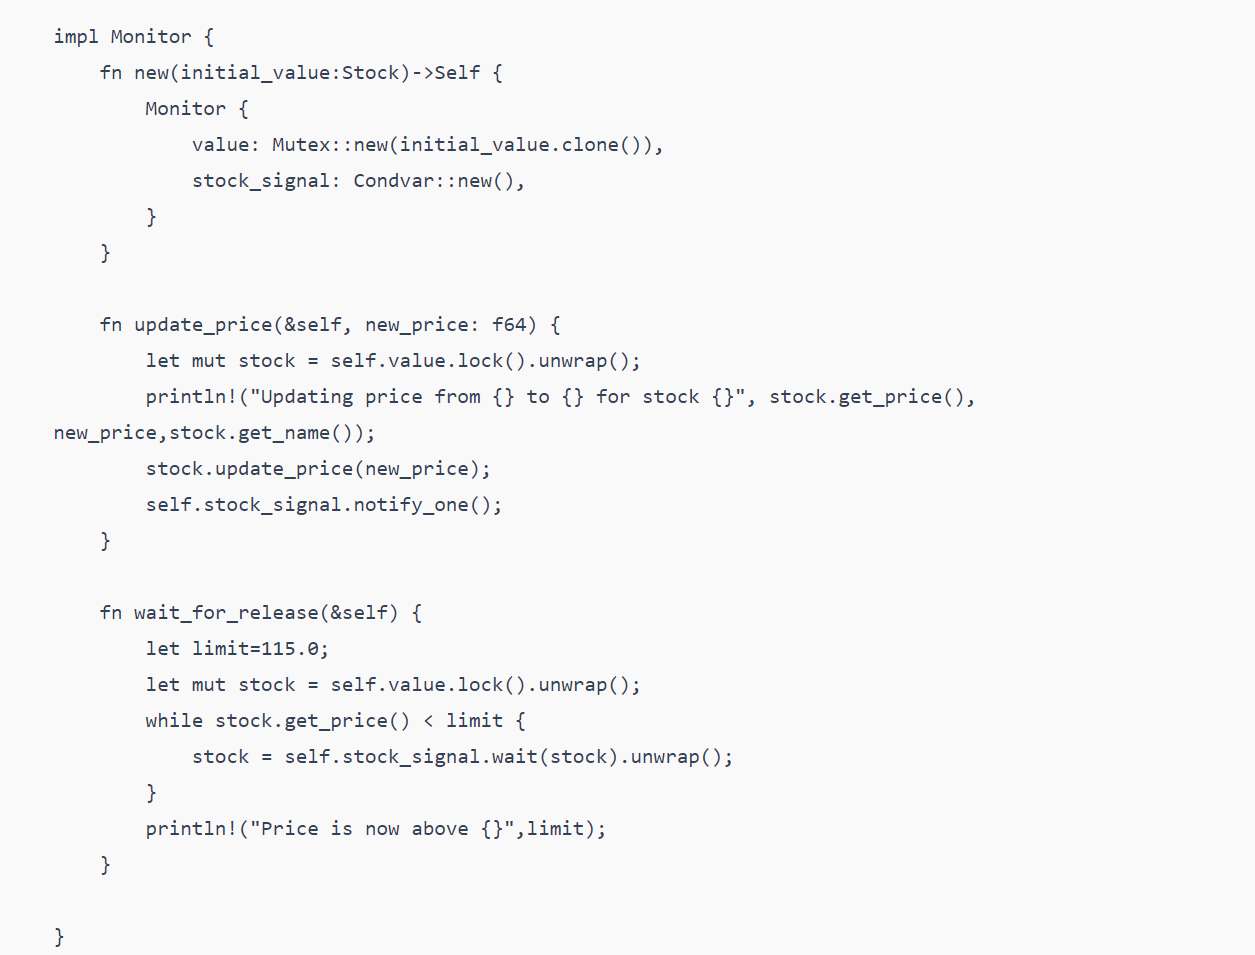 impl Monitor {
    fn new(initial_value:Stock)->Self {
        Monitor {
            value: Mutex::new(initial_value.clone()),
            stock_signal: Condvar::new(),
        }
    }

    fn update_price(&self, new_price: f64) {
        let mut stock = self.value.lock().unwrap();
        println!("Updating price from {} to {} for stock {}", stock.get_price(),
new_price,stock.get_name());
        stock.update_price(new_price);
        self.stock_signal.notify_one();
    }

    fn wait_for_release(&self) {
        let limit=115.0;
        let mut stock = self.value.lock().unwrap();
        while stock.get_price() < limit {
            stock = self.stock_signal.wait(stock).unwrap();
        }
        println!("Price is now above {}",limit);
    }

}